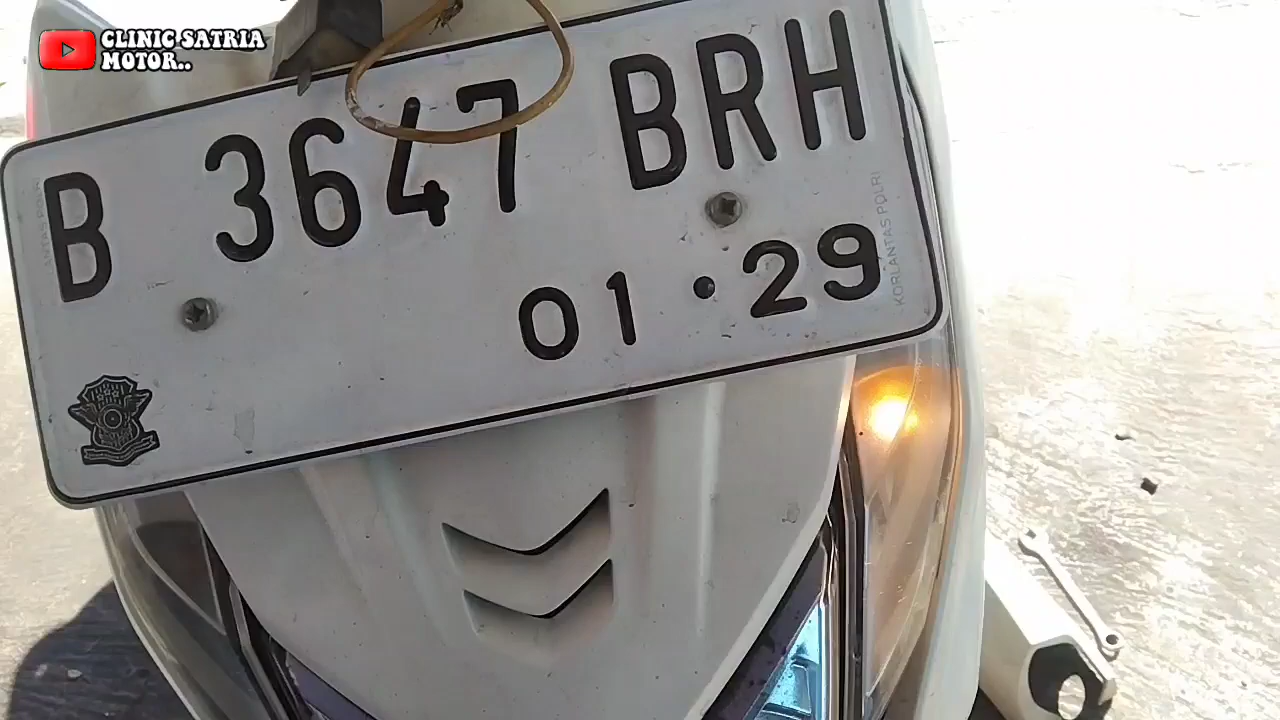 CLINIC SATRIA
MOTOR..
B 3647 BRH
01 • 29
KORLANTAS POLRI